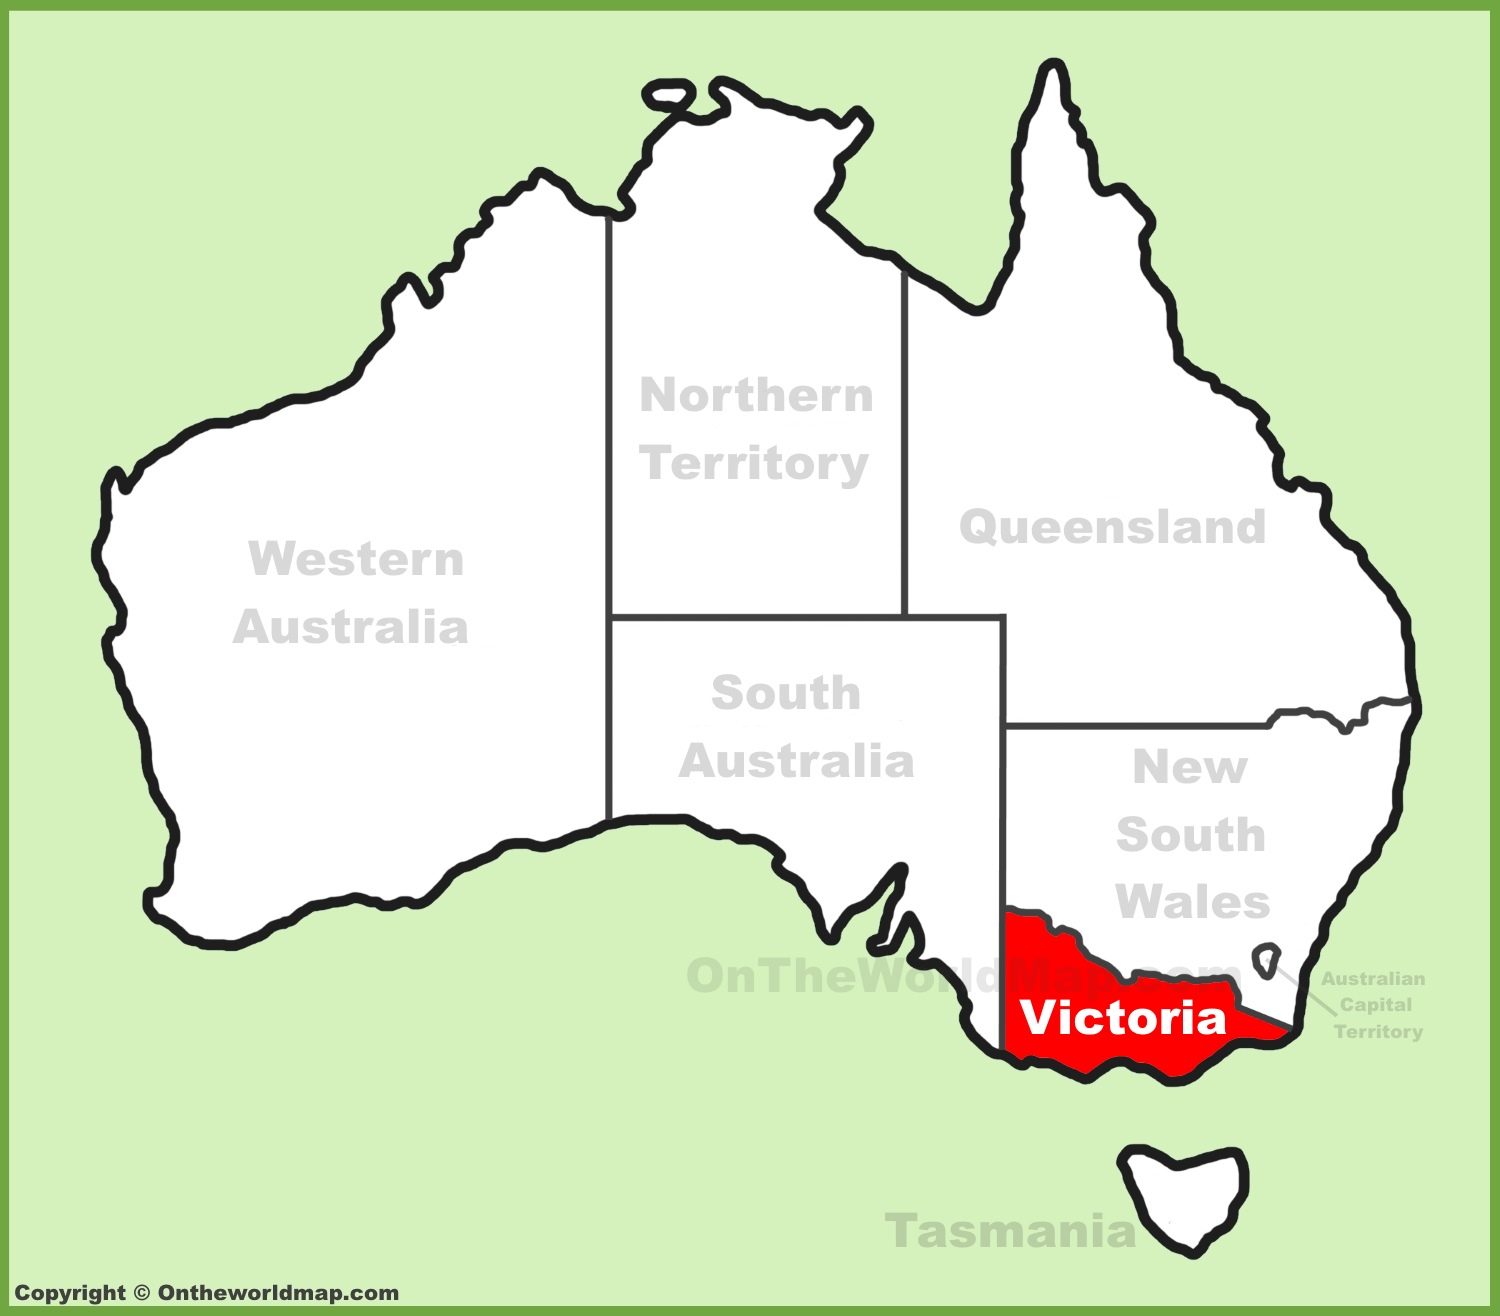 Northern
Territory
Queensland
Western
Australia
South
Australia
New
South
Wales
OnTheWorldMap.com
Australian
Capital
Territory
Victoria
Tasmania
Copyright © Ontheworldmap.com